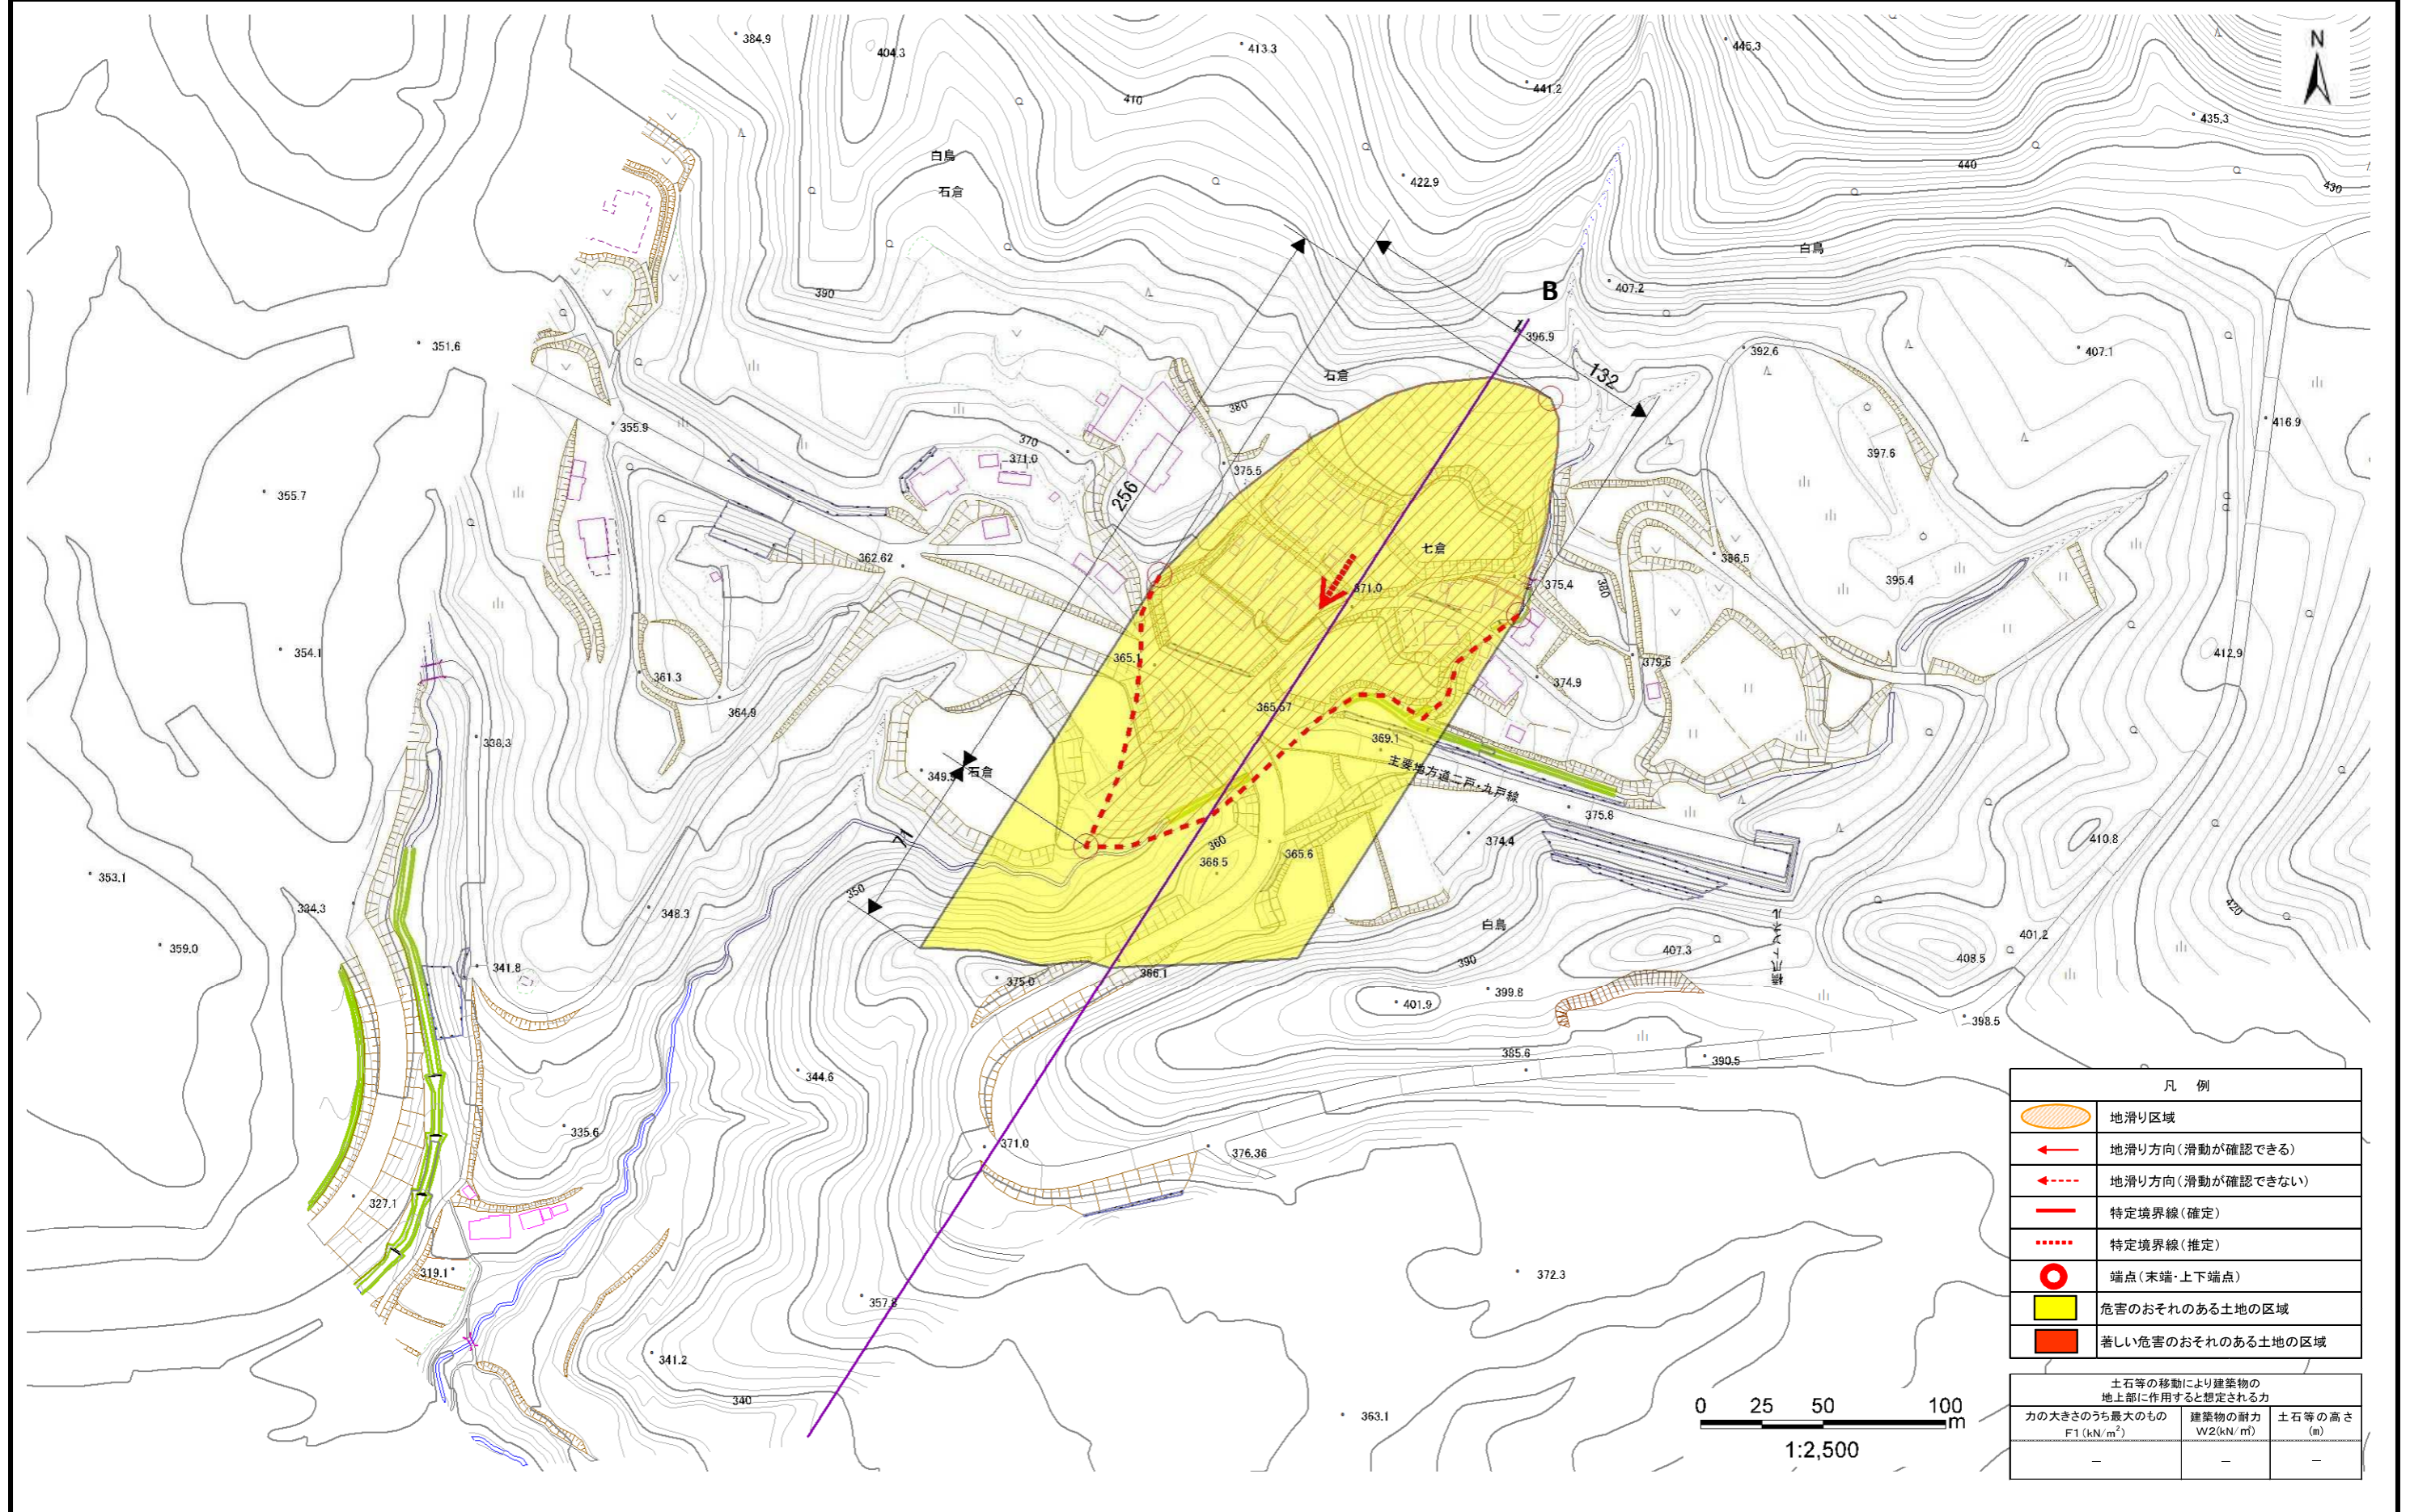 N
384.9
404.3
413.3
445.3
441.2
410
435.3
白鳥
石倉
422.9
440
430
白鳥
390
B
407.2
1
396.9
351.6
392.6
407.1
石倉
132
380
355.9
416.9
370
371.0
375.5
397.6
355.7
256
七倉
362.62
375.4
380
386.5
371.0
395.4
354.1
365.1
361.3
374.9
379.6
412.9
364.9
365.57
338.3
369.1
主要地方道二戸・九戸線
石倉
375.8
71
360
374.4
366.5
365.6
410.8
353.1
350
334.3
348.3
白鳥
420
359.0
341.8
390
407.3
401.2
408.5
375.0
366.1
401.9
399.8
398.5
385.6
390.5
344.6
335.6
371.0
376.36
327.1
319.1
372.3
357.8
341.2
340
363.1
凡 例
地滑り区域
地滑り方向(滑動が確認できる)
地滑り方向(滑動が確認できない)
特定境界線(確定)
特定境界線(推定)
端点(末端・上下端点)
危害のおそれのある土地の区域
著しい危害のおそれのある土地の区域
土石等の移動により建築物の
地上部に作用すると想定される力
力の大きさのうち最大のもの
F1(kN/m²)
建築物の耐力
W2(kN/㎡)
土石等の高さ
(m)
－ － －
0 25 50 100
m
1:2,500